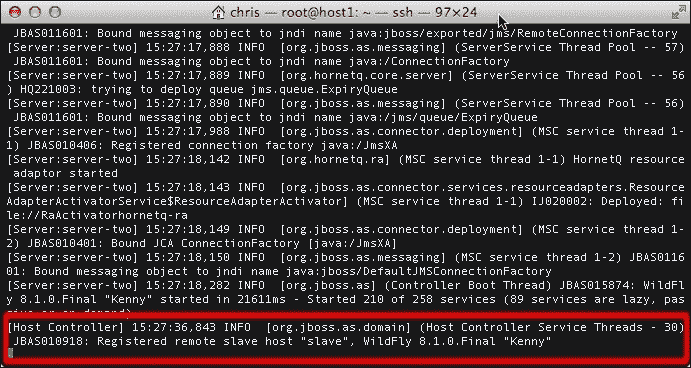 chris — root@host1: ~ — ssh — 97×24
JBAS011601: Bound messaging object to jndi name java:jboss/exported/jms/RemoteConnectionFactory
[Server:server-two] 15:27:17,888 INFO  [org.jboss.as.messaging] (ServerService Thread Pool -- 57)
 JBAS011601: Bound messaging object to jndi name java:/ConnectionFactory
[Server:server-two] 15:27:17,889 INFO  [org.hornetq.core.server] (ServerService Thread Pool -- 56
) HQ221003: trying to deploy queue jms.queue.ExpiryQueue
[Server:server-two] 15:27:17,890 INFO  [org.jboss.as.messaging] (ServerService Thread Pool -- 56)
 JBAS011601: Bound messaging object to jndi name java:/jms/queue/ExpiryQueue
[Server:server-two] 15:27:17,988 INFO  [org.jboss.as.connector.deployment] (MSC service thread 1-
1) JBAS010406: Registered connection factory java:/JmsXA
[Server:server-two] 15:27:18,142 INFO  [org.hornetq.ra] (MSC service thread 1-1) HornetQ resource
 adaptor started
[Server:server-two] 15:27:18,143 INFO  [org.jboss.as.connector.services.resourceadapters.Resource
AdapterActivatorService$ResourceAdapterActivator] (MSC service thread 1-1) IJ020002: Deployed: fi
le://RaActivatorhornetq-ra
[Server:server-two] 15:27:18,149 INFO  [org.jboss.as.connector.deployment] (MSC service thread 1-
2) JBAS010401: Bound JCA ConnectionFactory [java:/JmsXA]
[Server:server-two] 15:27:18,150 INFO  [org.jboss.as.messaging] (MSC service thread 1-2) JBAS0116
01: Bound messaging object to jndi name java:jboss/DefaultJMSConnectionFactory
[Server:server-two] 15:27:18,282 INFO  [org.jboss.as] (Controller Boot Thread) JBAS015874: WildFl
y 8.1.0.Final "Kenny" started in 21611ms - Started 210 of 258 services (89 services are lazy, pas
sive or on-demand)
[Host Controller] 15:27:36,843 INFO  [org.jboss.as.domain] (Host Controller Service Threads - 30)
 JBAS010918: Registered remote slave host "slave", WildFly 8.1.0.Final "Kenny"